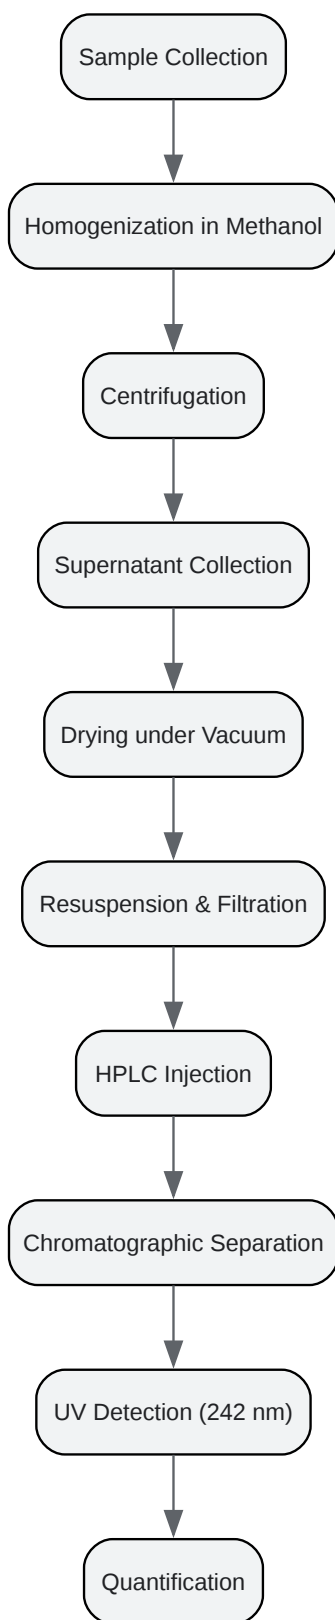 Sample Collection
Homogenization in Methanol
Centrifugation
Supernatant Collection
Drying under Vacuum
Resuspension & Filtration
HPLC Injection
Chromatographic Separation
UV Detection (242 nm)
Quantification